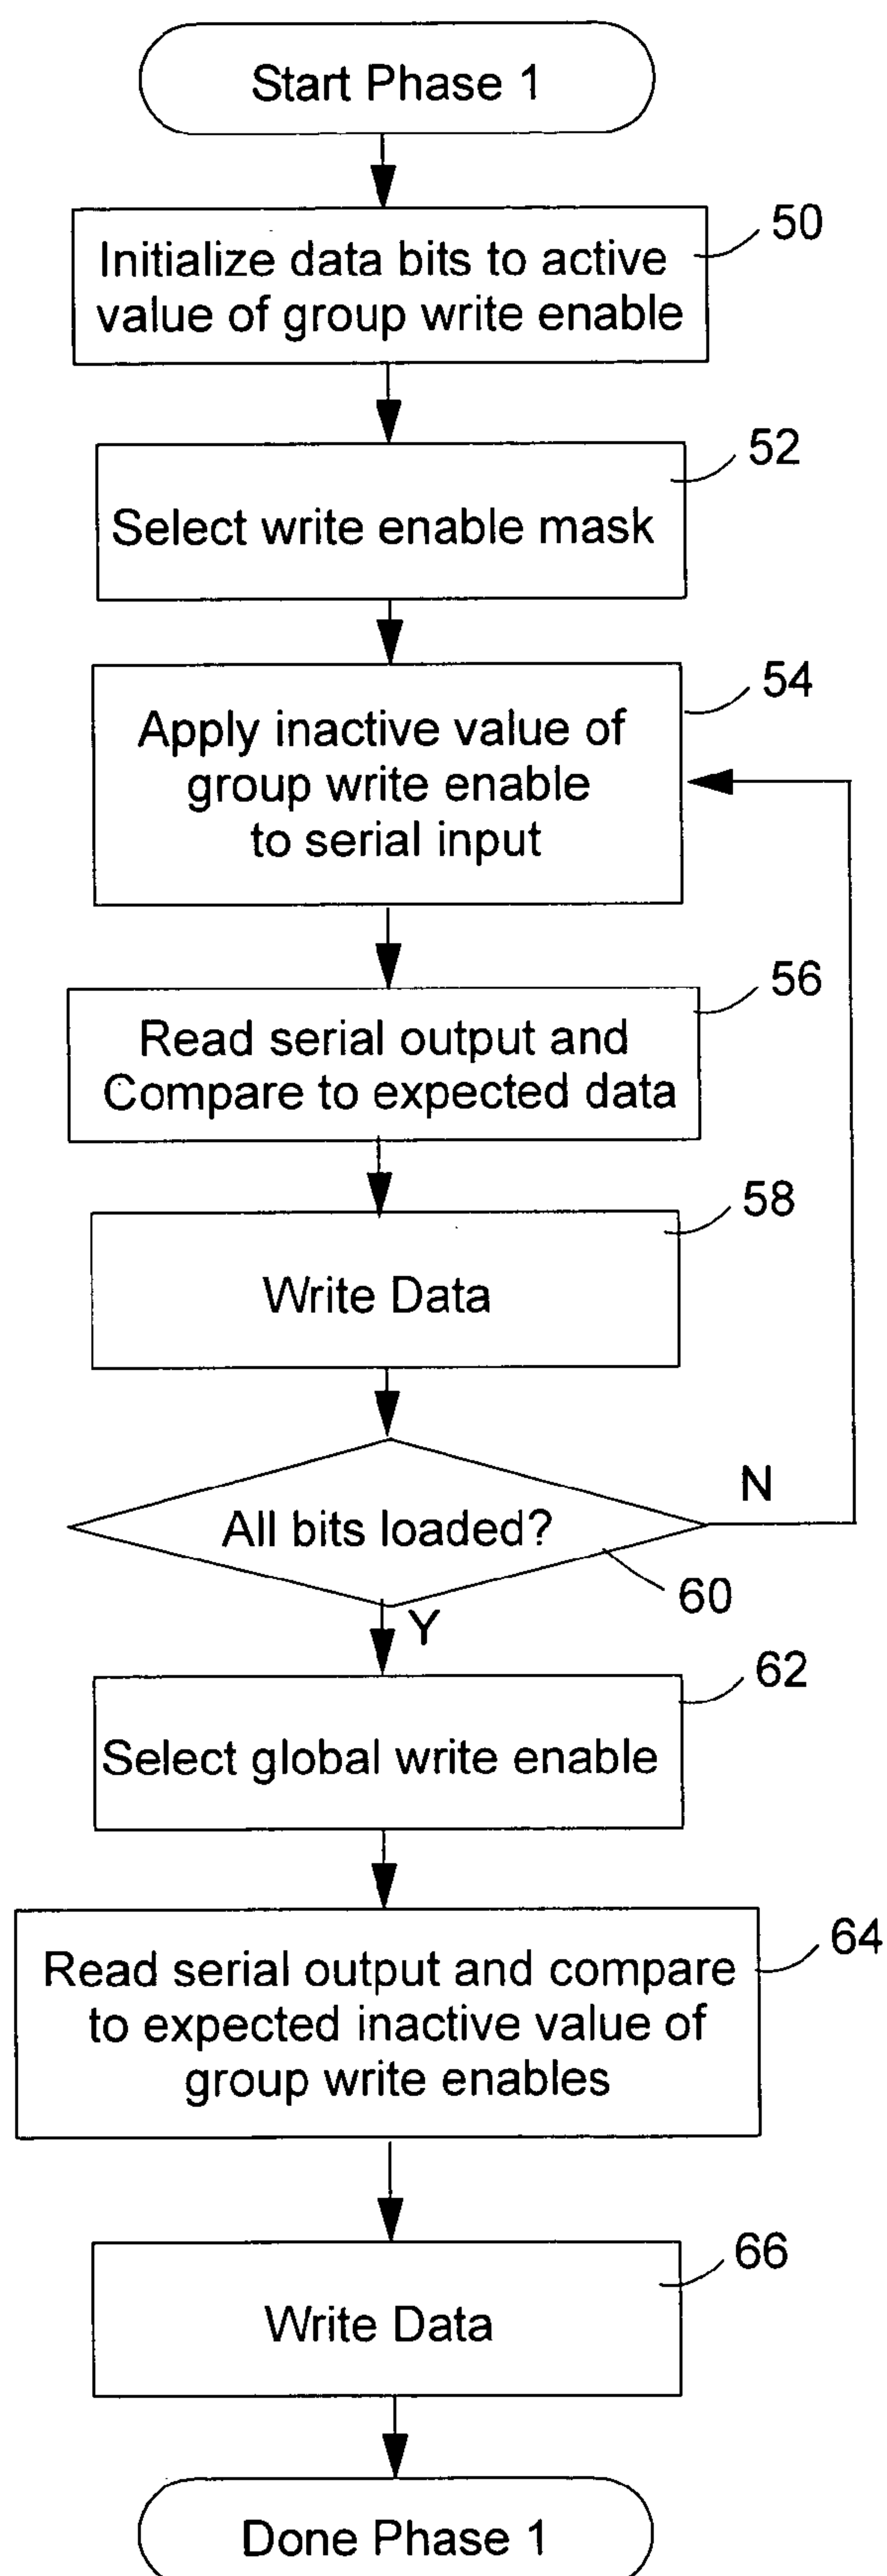 Start Phase 1
50
Initialize data bits to active
value of group write enable
52
Select write enable mask
54
Apply inactive value of
group write enable
to serial input
56
Read serial output and
Compare to expected data
58
Write Data
All bits loaded?
N
60
Y
62
Select global write enable
64
Read serial output and compare
to expected inactive value of
group write enables
66
Write Data
Done Phase 1